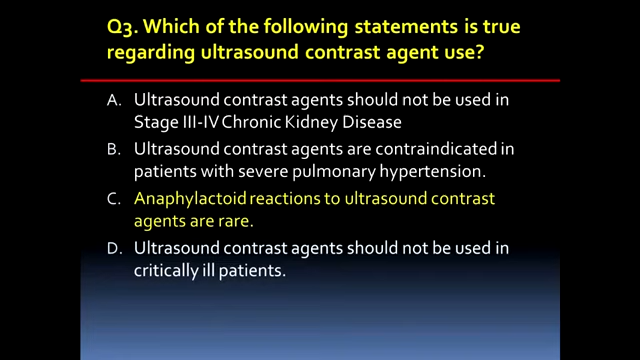 Q3. Which of the following statements is true
regarding ultrasound contrast agent use?
A. Ultrasound contrast agents should not be used in
Stage III-IV Chronic Kidney Disease
B. Ultrasound contrast agents are contraindicated in
patients with severe pulmonary hypertension.
C. Anaphylactoid reactions to ultrasound contrast
agents are rare.
D. Ultrasound contrast agents should not be used in
critically ill patients.